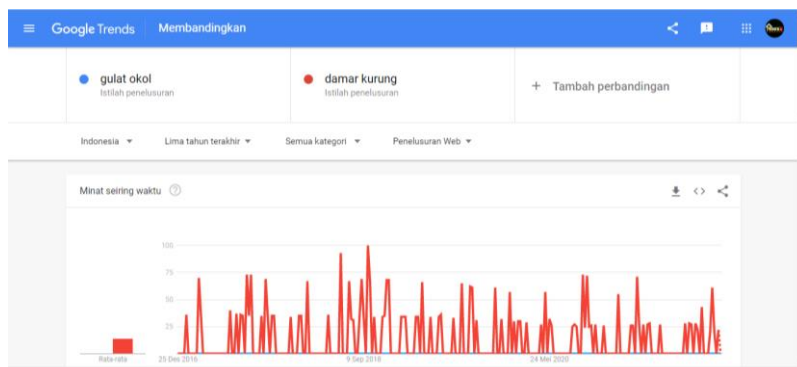 Google Trends Membandingkan
gulat okol
Istilah penelusuran
damar kurung
Istilah penelusuran
+ Tambah perbandingan
Indonesia
Lima tahun terakhir
Semua kategori
Penelusuran Web
Minat seiring waktu
100
75
50
25
Rata-rata
25 Des 2016
9 Sep 2018
24 Mei 2020